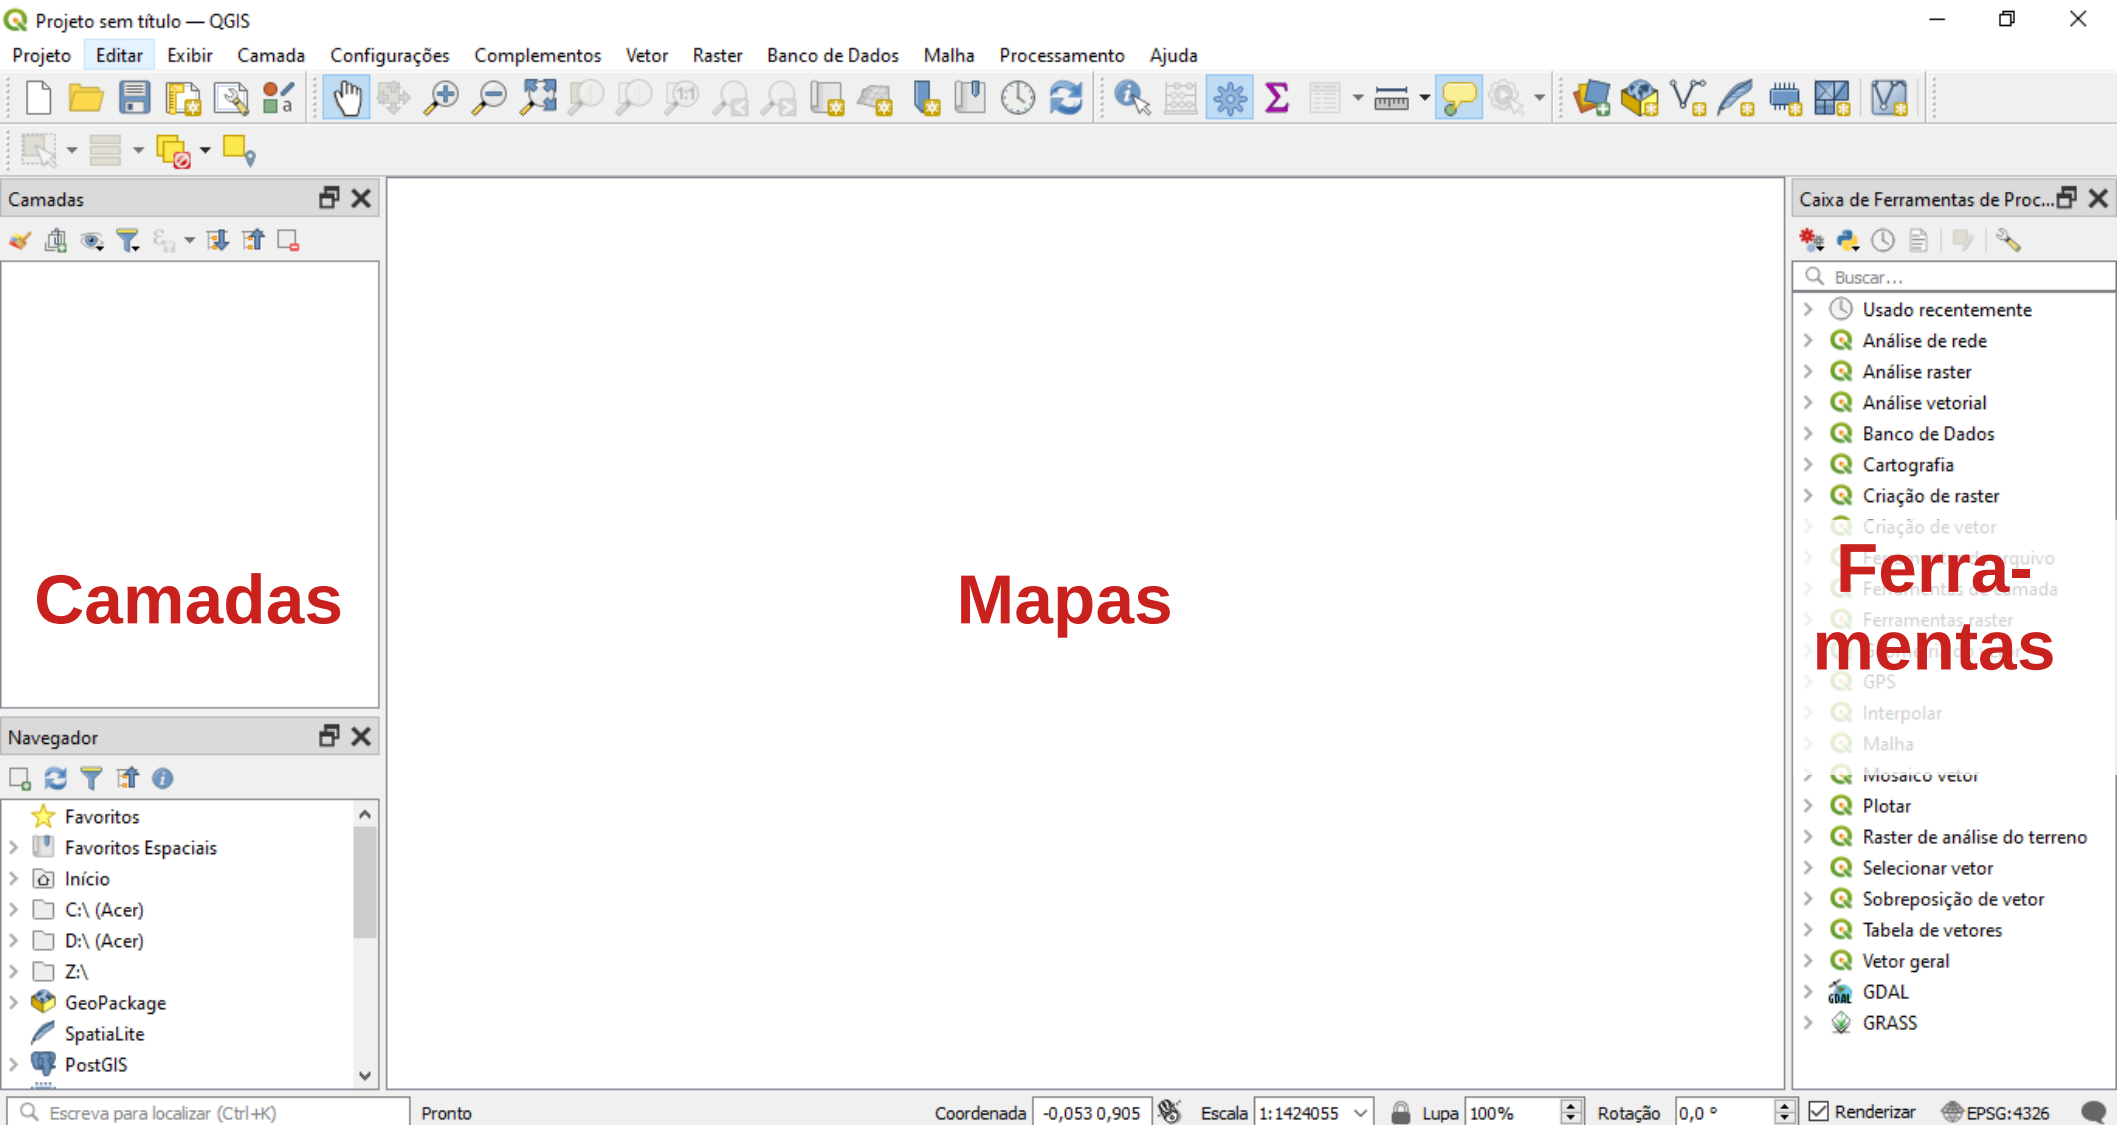 Projeto sem título — QGIS
Projeto Editar Exibir Camada Configurações Complementos Vetor Raster Banco de Dados Malha Processamento Ajuda
Camadas
Camadas
Navegador
Favoritos
Favoritos Espaciais
Início
C:\ (Acer)
D:\ (Acer)
Z:\
GeoPackage
SpatiaLite
PostGIS
Mapas
Caixa de Ferramentas de Proc...
Buscar...
Usado recentemente
Análise de rede
Análise raster
Análise vetorial
Banco de Dados
Cartografia
Criação de raster
Criação de vetor
Ferra-
mentas
Ferramentas raster
GPS
Interpolar
Malha
Mosaico vetor
Plotar
Raster de análise do terreno
Selecionar vetor
Sobreposição de vetor
Tabela de vetores
Vetor geral
GDAL
GRASS
Escreva para localizar (Ctrl+K) Pronto Coordenada -0,053 0,905 Escala 1:1424055 Lupa 100% Rotação 0,0 ° Renderizar EPSG:4326